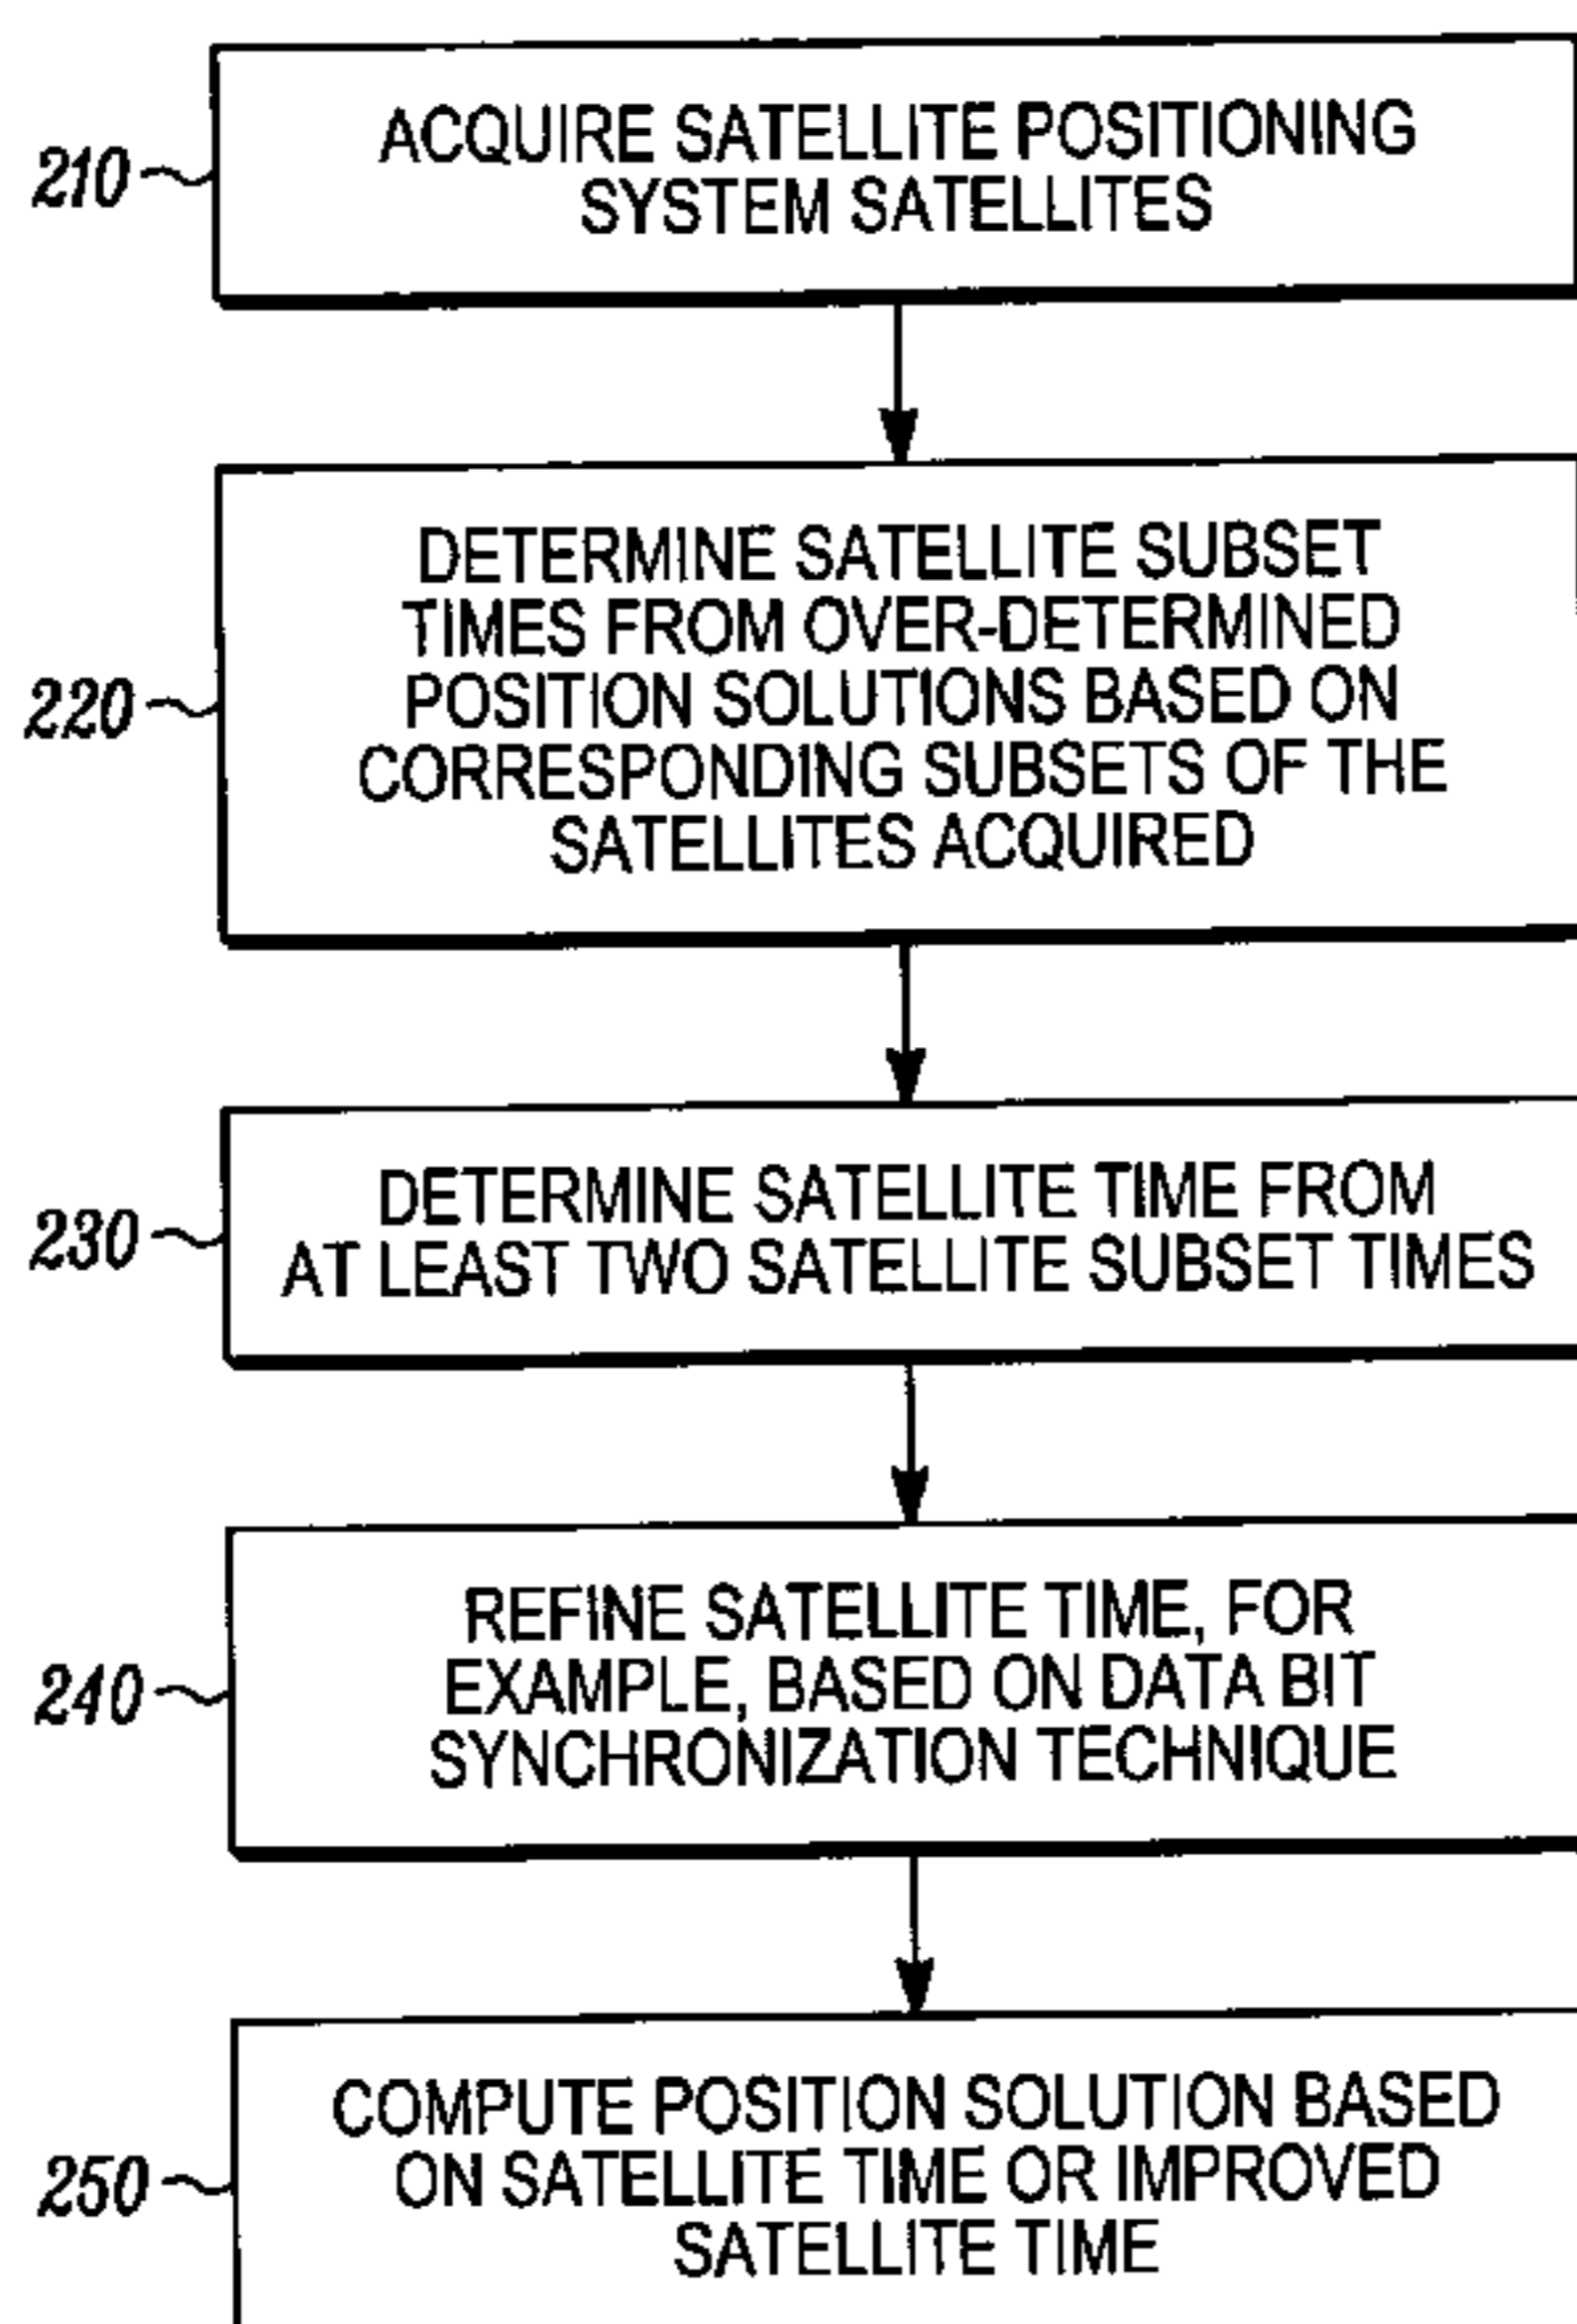 210
ACQUIRE SATELLITE POSITIONING
SYSTEM SATELLITES
220
DETERMINE SATELLITE SUBSET
TIMES FROM OVER-DETERMINED
POSITION SOLUTIONS BASED ON
CORRESPONDING SUBSETS OF THE
SATELLITES ACQUIRED
230
DETERMINE SATELLITE TIME FROM
AT LEAST TWO SATELLITE SUBSET TIMES
240
REFINE SATELLITE TIME, FOR
EXAMPLE, BASED ON DATA BIT
SYNCHRONIZATION TECHNIQUE
250
COMPUTE POSITION SOLUTION BASED
ON SATELLITE TIME OR IMPROVED
SATELLITE TIME